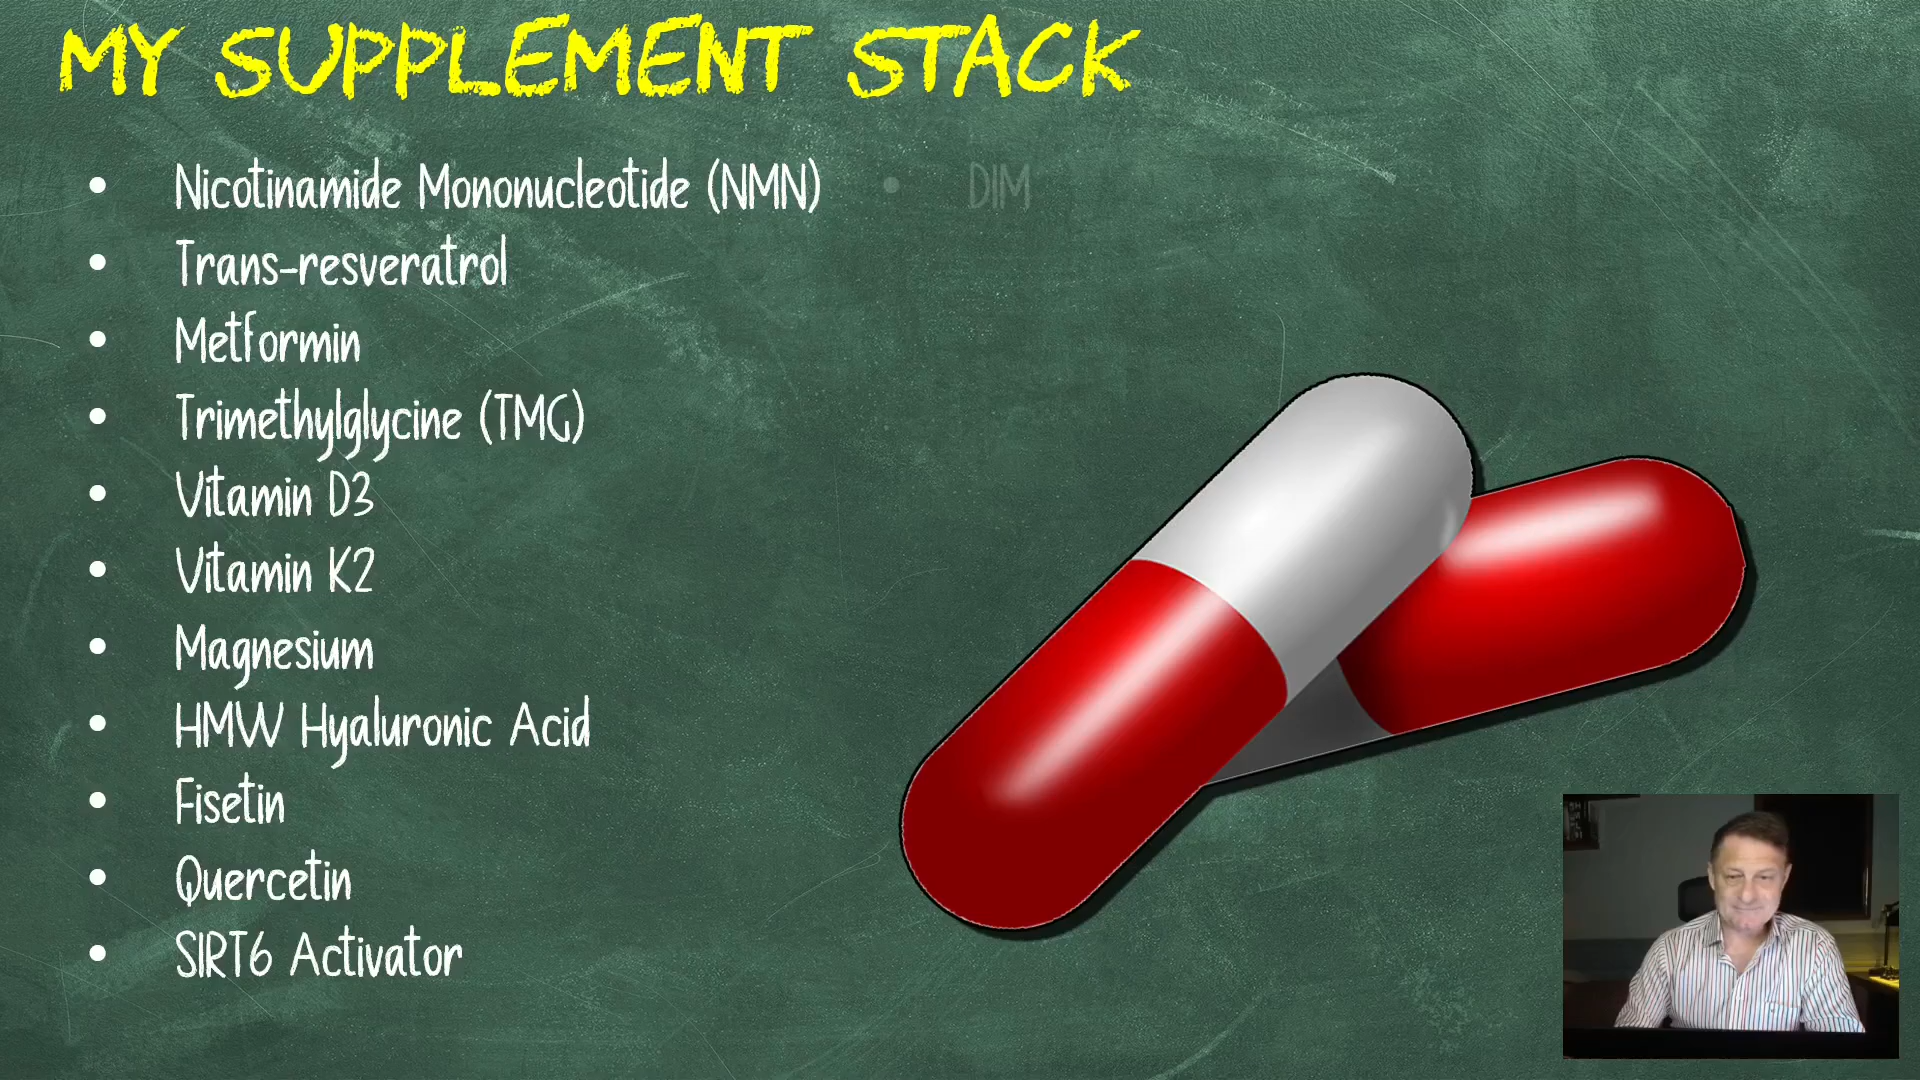 MY SUPPLEMENT STACK
• Nicotinamide Mononucleotide (NMN)
• Trans-resveratrol
• Metformin
• Trimethylglycine (TMG)
• Vitamin D3
• Vitamin K2
• Magnesium
• HMW Hyaluronic Acid
• Fisetin
• Quercetin
• SIRT6 Activator
• DIM